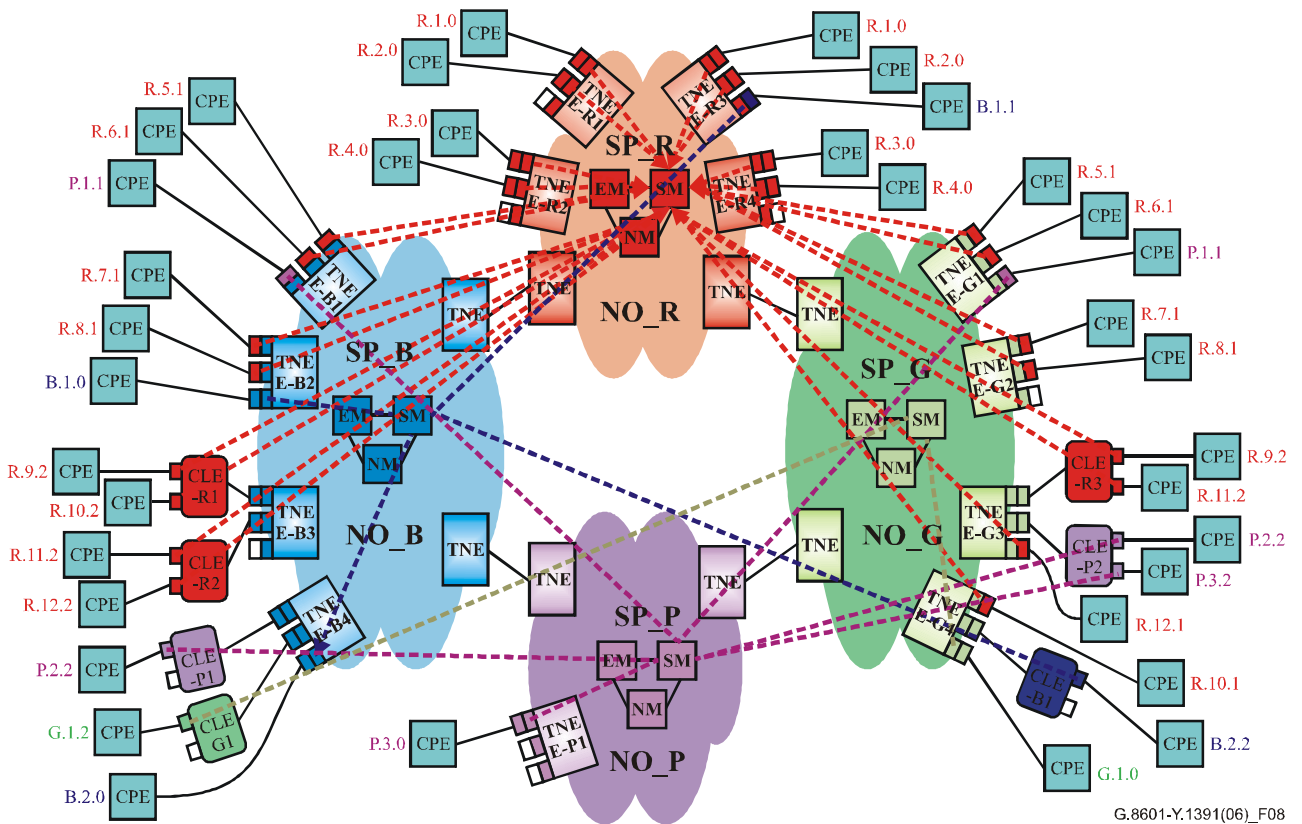 R.1.0 CPE
CPE R.1.0
R.2.0 CPE
CPE R.2.0
R.5.1 CPE
CPE B.1.1
R.6.1 CPE
R.3.0 CPE
CPE R.3.0
R.4.0 CPE
CPE R.4.0
P.1.1 CPE
CPE R.5.1
CPE R.6.1
CPE P.1.1
TNE
E-R1
TNE
E-R3
SP_R
TNE
E-R2
EM
SM
NM
TNE
E-R4
TNE
NO_R
TNE
R.7.1 CPE
R.8.1 CPE
B.1.0 CPE
TNE
E-B1
TNE
TNE
E-B2
SP_B
EM
SM
NM
R.9.2 CPE
R.10.2 CPE
CLE
-R1
TNE
E-B3
NO_B
TNE
R.11.2 CPE
CLE
-R2
R.12.2 CPE
TNE
E-B4
P.2.2 CPE
CLE
-P1
G.1.2 CPE
CLE
G1
B.2.0 CPE
TNE
TNE
E-G1
CPE R.7.1
CPE R.8.1
TNE
E-G2
SP_G
EM
SM
NM
CLE
-R3
CPE R.9.2
CPE R.11.2
TNE
E-G3
NO_G
TNE
CLE
-P2
CPE P.2.2
CPE P.3.2
CPE R.12.1
TNE
E-G4
CPE R.10.1
CLE
-B1
CPE B.2.2
CPE G.1.0
TNE
TNE
SP_P
EM
SM
NM
P.3.0 CPE
TNE
E-P1
NO_P
G.8601-Y.1391(06)_F08